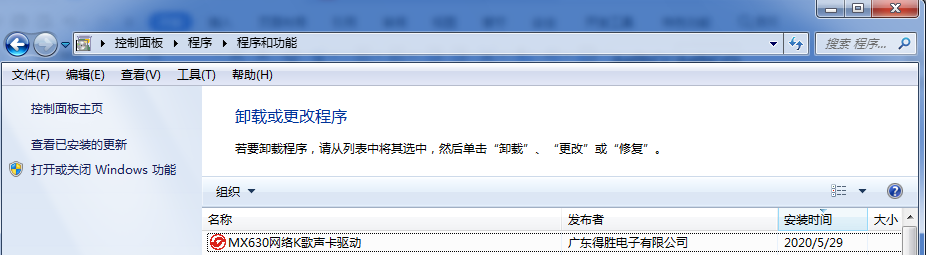 控制面板 程序 程序和功能 搜索 程序...
文件(F) 编辑(E) 查看(V) 工具(T) 帮助(H)
控制面板主页
查看已安装的更新
打开或关闭 Windows 功能
卸载或更改程序
若要卸载程序，请从列表中将其选中，然后单击“卸载”、“更改”或“修复”。
组织
名称 发布者 安装时间 大小
MX630网络K歌声卡驱动 广东得胜电子有限公司 2020/5/29